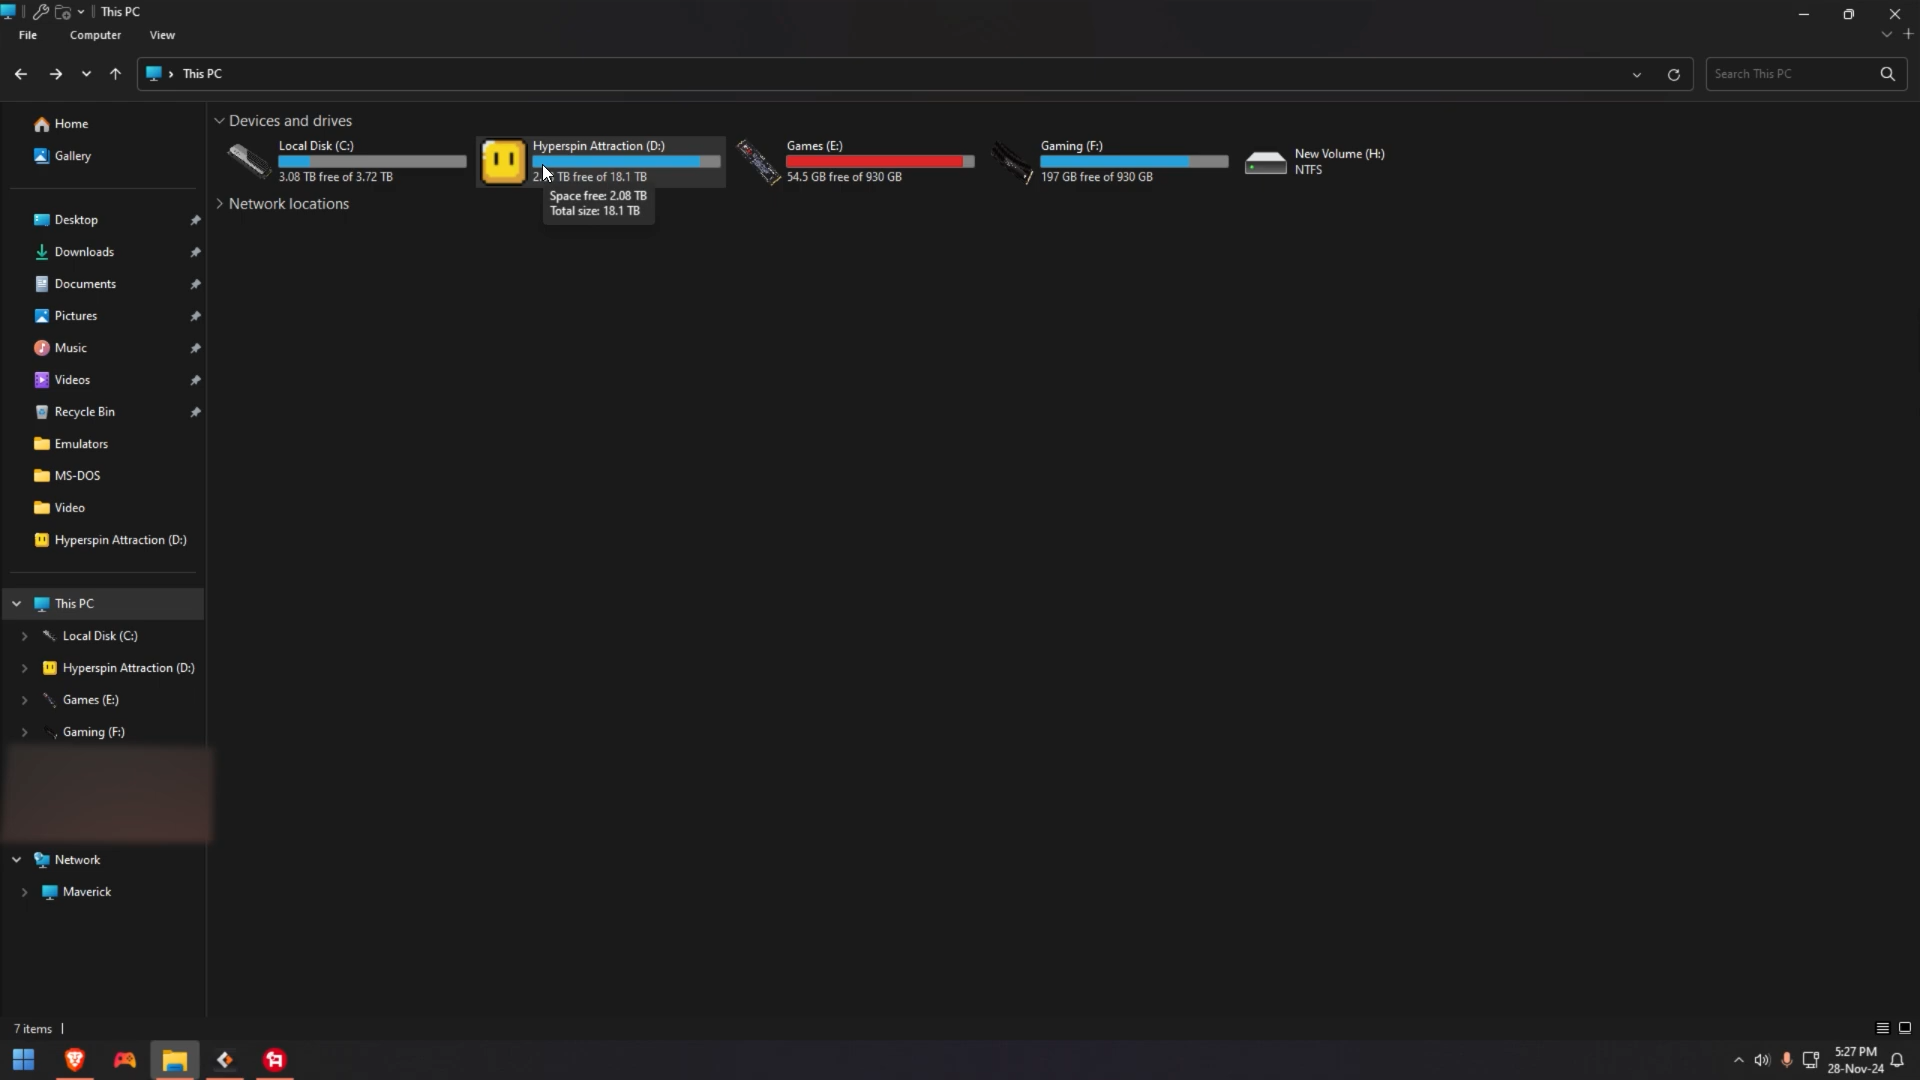 This PC
File
Computer
View
This PC
Search This PC
Home
Gallery
Desktop
Downloads
Documents
Pictures
Music
Videos
Recycle Bin
Emulators
MS-DOS
Video
Hyperspin Attraction (D:)
This PC
Local Disk (C:)
Hyperspin Attraction (D:)
Games (E:)
Gaming (F:)
Network
Maverick
Devices and drives
Local Disk (C:)
3.08 TB free of 3.72 TB
Hyperspin Attraction (D:)
TB free of 18.1 TB
Space free: 2.08 TB
Total size: 18.1 TB
Games (E:)
54.5 GB free of 930 GB
Gaming (F:)
197 GB free of 930 GB
New Volume (H:)
NTFS
Network locations
7 items
5:27 PM
28-Nov-24